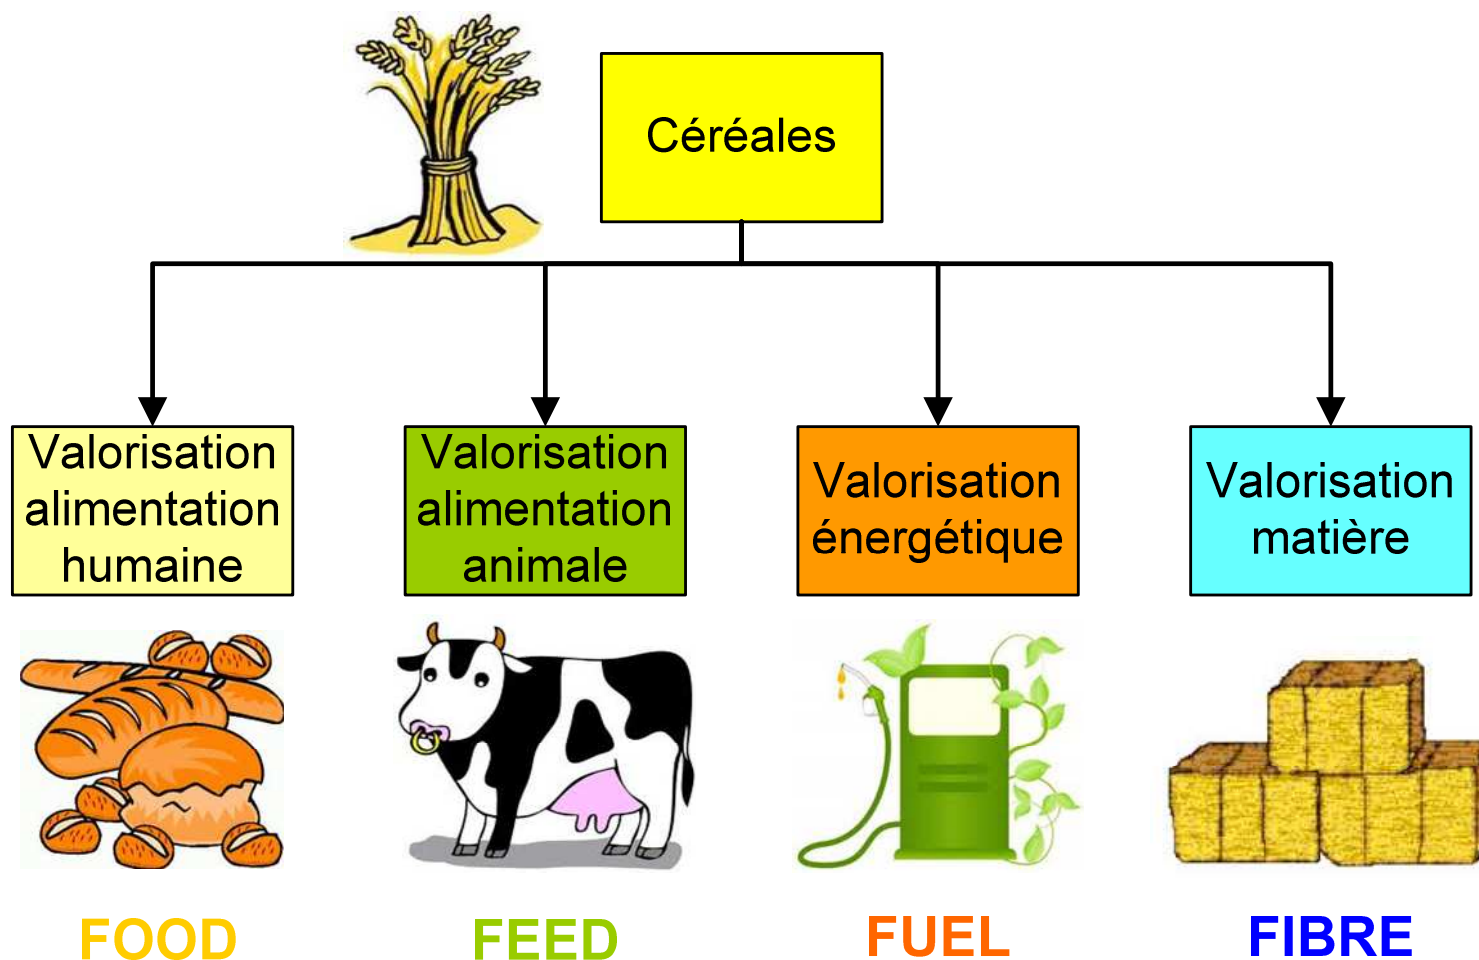 Céréales
Valorisation
alimentation
humaine
Valorisation
alimentation
animale
Valorisation
énergétique
Valorisation
matière
FOOD
FEED
FUEL
FIBRE